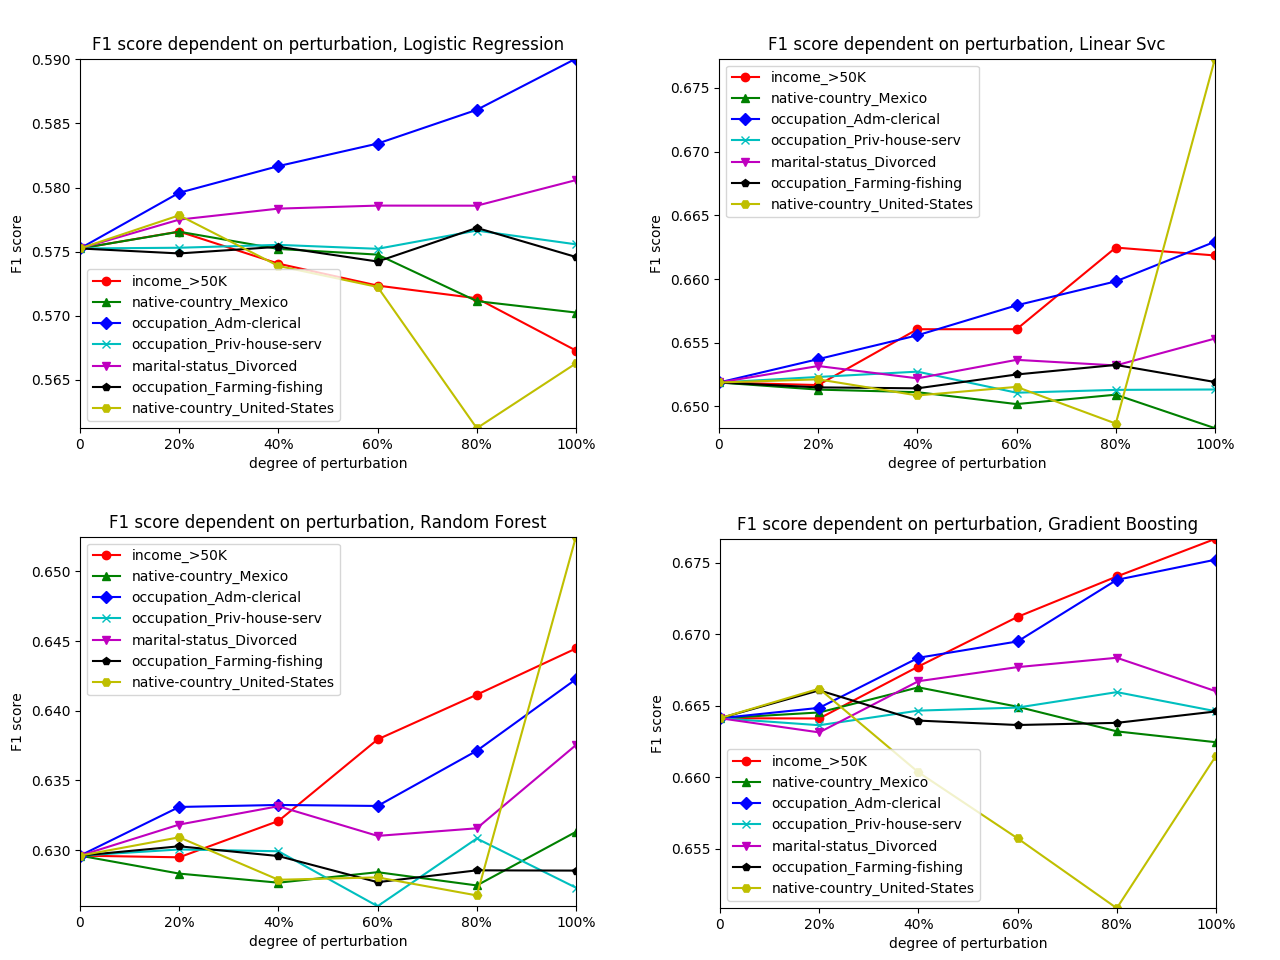 F1 score dependent on perturbation, Logistic Regression
0.590
0.585
0.580
0.575
0.570
0.565
F1 score
income_>50K
native-country_Mexico
occupation_Adm-clerical
occupation_Priv-house-serv
marital-status_Divorced
occupation_Farming-fishing
native-country_United-States
0 20% 40% 60% 80% 100%
degree of perturbation
F1 score dependent on perturbation, Linear Svc
0.675
0.670
0.665
0.660
0.655
0.650
F1 score
income_>50K
native-country_Mexico
occupation_Adm-clerical
occupation_Priv-house-serv
marital-status_Divorced
occupation_Farming-fishing
native-country_United-States
0 20% 40% 60% 80% 100%
degree of perturbation
F1 score dependent on perturbation, Random Forest
0.650
0.645
0.640
0.635
0.630
F1 score
income_>50K
native-country_Mexico
occupation_Adm-clerical
occupation_Priv-house-serv
marital-status_Divorced
occupation_Farming-fishing
native-country_United-States
0 20% 40% 60% 80% 100%
degree of perturbation
F1 score dependent on perturbation, Gradient Boosting
0.675
0.670
0.665
0.660
0.655
F1 score
income_>50K
native-country_Mexico
occupation_Adm-clerical
occupation_Priv-house-serv
marital-status_Divorced
occupation_Farming-fishing
native-country_United-States
0 20% 40% 60% 80% 100%
degree of perturbation